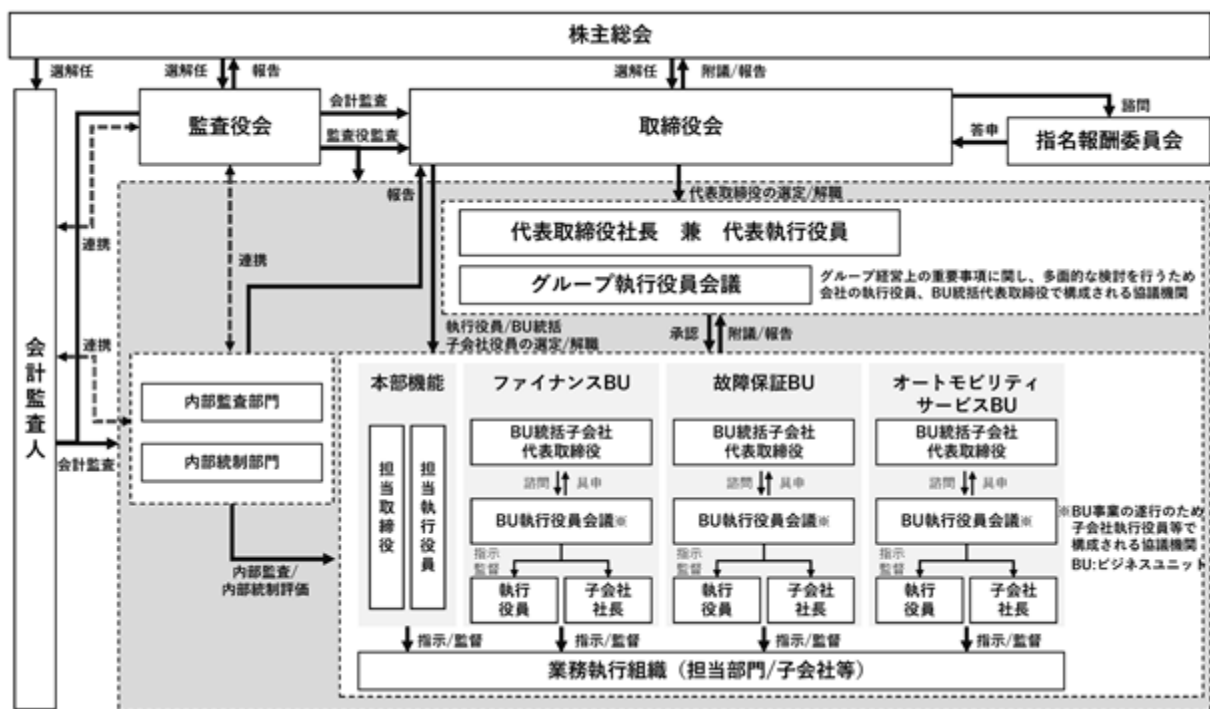 株主総会
選解任
選解任
報告
選解任
附議/報告
監査役会
会計監査
監査役監査
取締役会
諮問
答申
指名報酬委員会
連携
連携
報告
代表取締役の選定/解職
代表取締役社長 兼 代表執行役員
グループ執行役員会議
グループ経営上の重要事項に関し、多面的な検討を行うため
会社の執行役員、BU統括代表取締役で構成される協議機関
執行役員/BU統括
子会社役員の選定/解職
承認
附議/報告
会計監査人
連携
会計監査
内部監査部門
内部統制部門
内部監査/
内部統制評価
本部機能
担当取締役
担当執行役員
ファイナンスBU
BU統括子会社
代表取締役
諮問
具申
BU執行役員会議※
指示
監督
執行
役員
子会社
社長
故障保証BU
BU統括子会社
代表取締役
諮問
具申
BU執行役員会議※
指示
監督
執行
役員
子会社
社長
オートモビリティ
サービスBU
BU統括子会社
代表取締役
諮問
具申
BU執行役員会議※
指示
監督
執行
役員
子会社
社長
※BU事業の遂行のため
子会社執行役員等で
構成される協議機関
BU:ビジネスユニット
指示/監督
指示/監督
指示/監督
指示/監督
業務執行組織（担当部門/子会社等）